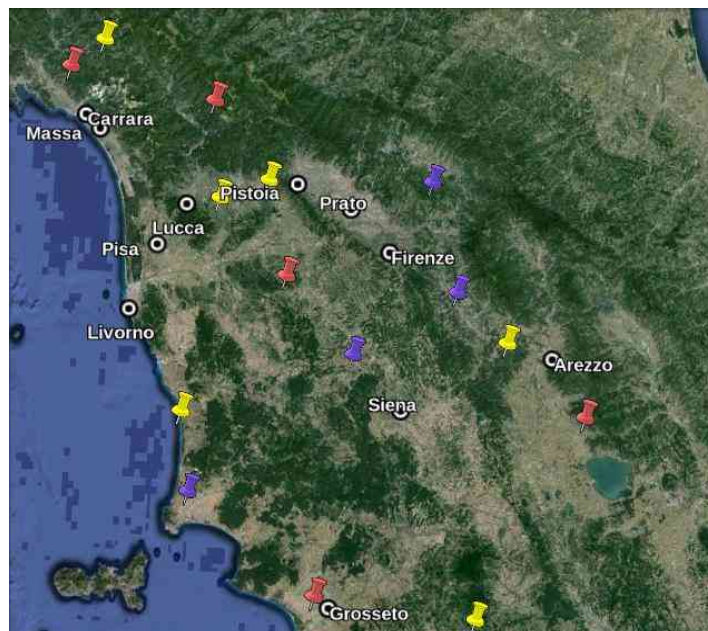 Carrara
Massa
Pistoia
Prato
Lucca
Pisa
Firenze
Livorno
Arezzo
Siena
Grosseto